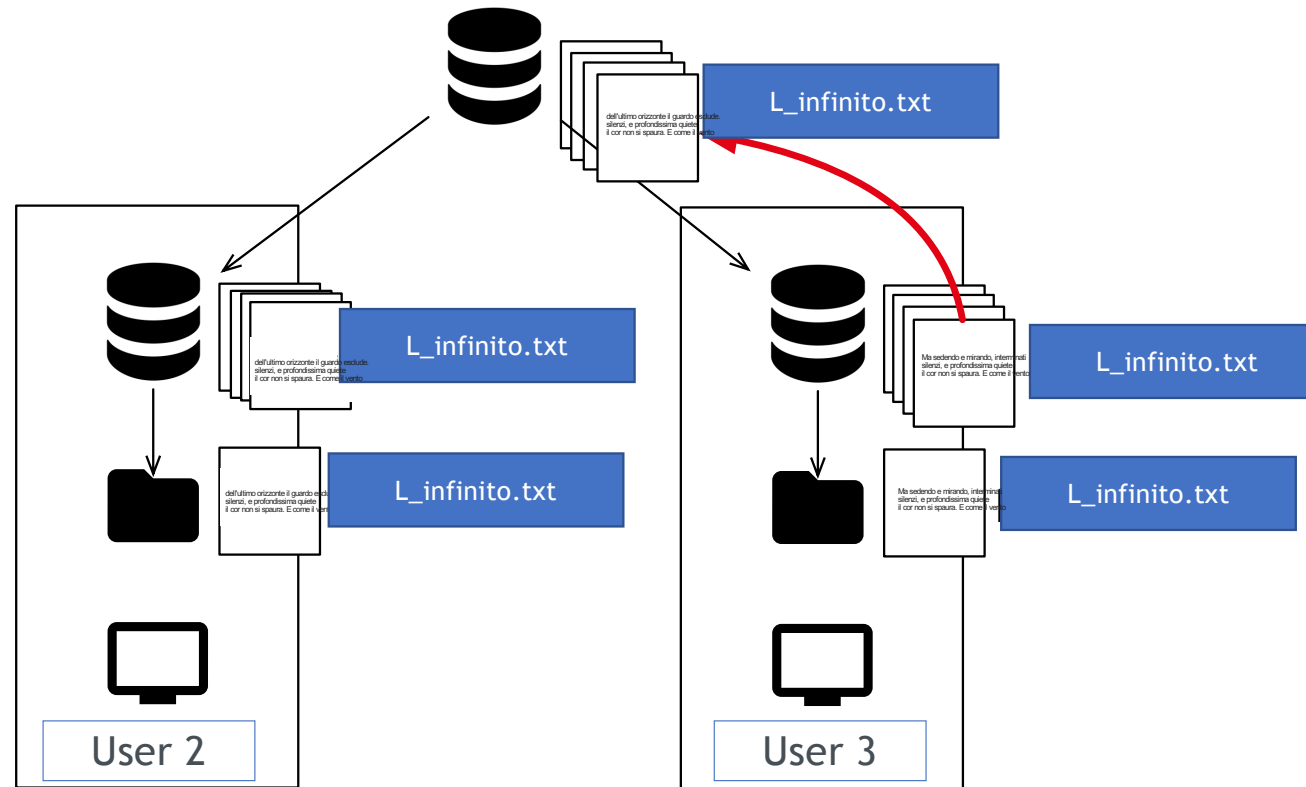 L_infinito.txt
dell'ultimo orizzonte il guardo esclude.
silenzi, e profondissima quiete
il cor non si spaura. E come il vento
L_infinito.txt
dell'ultimo orizzonte il guardo esclude.
silenzi, e profondissima quiete
il cor non si spaura. E come il vento
L_infinito.txt
Ma sedendo e mirando, interminati
silenzi, e profondissima quiete
il cor non si spaura. E come il vento
L_infinito.txt
dell'ultimo orizzonte il guardo
silenzi, e profondissima quiete
il cor non si spaura. E come il
L_infinito.txt
Ma sedendo e mirando,
silenzi, e profondissima quiete
il cor non si spaura. E come il vento
User 2
User 3